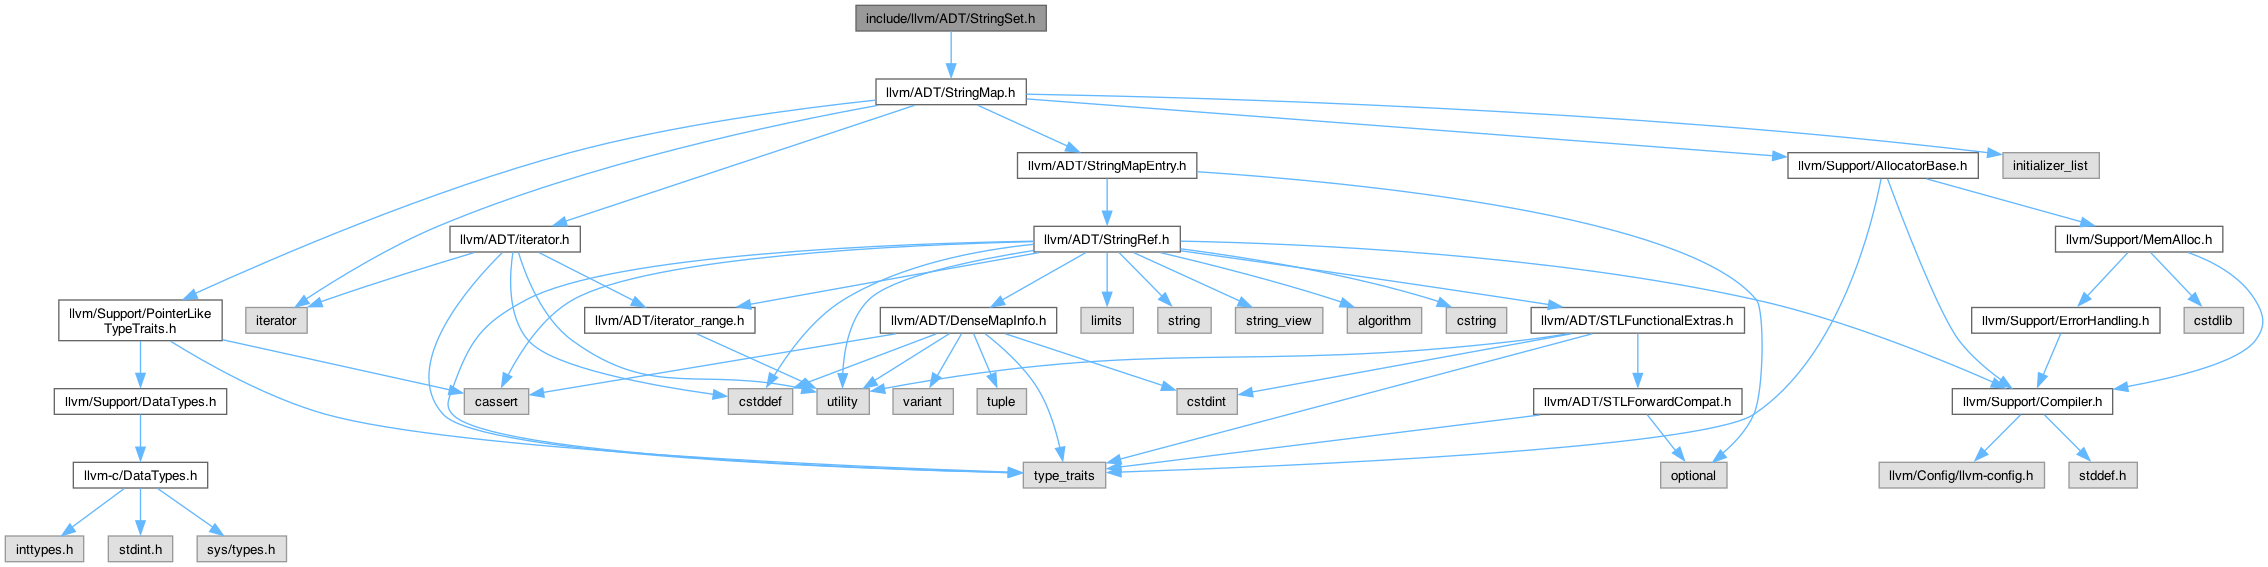 include/llvm/ADT/StringSet.h
llvm/ADT/StringMap.h
llvm/ADT/StringMapEntry.h
llvm/Support/AllocatorBase.h
initializer_list
llvm/ADT/iterator.h
llvm/ADT/StringRef.h
llvm/Support/MemAlloc.h
llvm/Support/PointerLike
TypeTraits.h
iterator
llvm/ADT/iterator_range.h
llvm/ADT/DenseMapInfo.h
limits
string
string_view
algorithm
cstring
llvm/ADT/STLFunctionalExtras.h
llvm/Support/ErrorHandling.h
cstdlib
llvm/Support/DataTypes.h
cassert
cstddef
utility
variant
tuple
cstdint
llvm/ADT/STLForwardCompat.h
llvm/Support/Compiler.h
llvm-c/DataTypes.h
type_traits
optional
llvm/Config/llvm-config.h
stddef.h
inttypes.h
stdint.h
sys/types.h